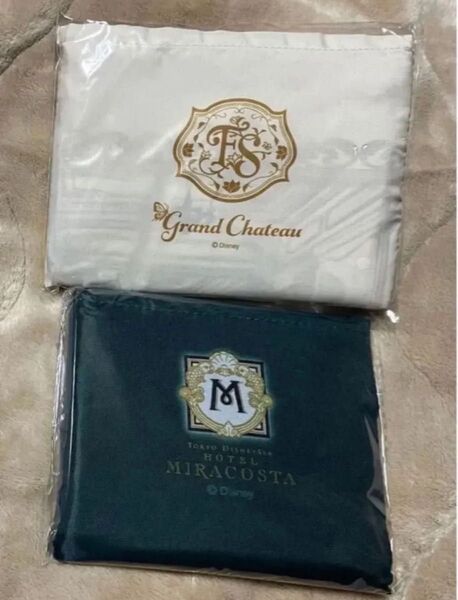 FS
Grand Chateau
© Disney
M
TOKYO DISNEYSEA
HOTEL
MIRACOSTA
© Disney